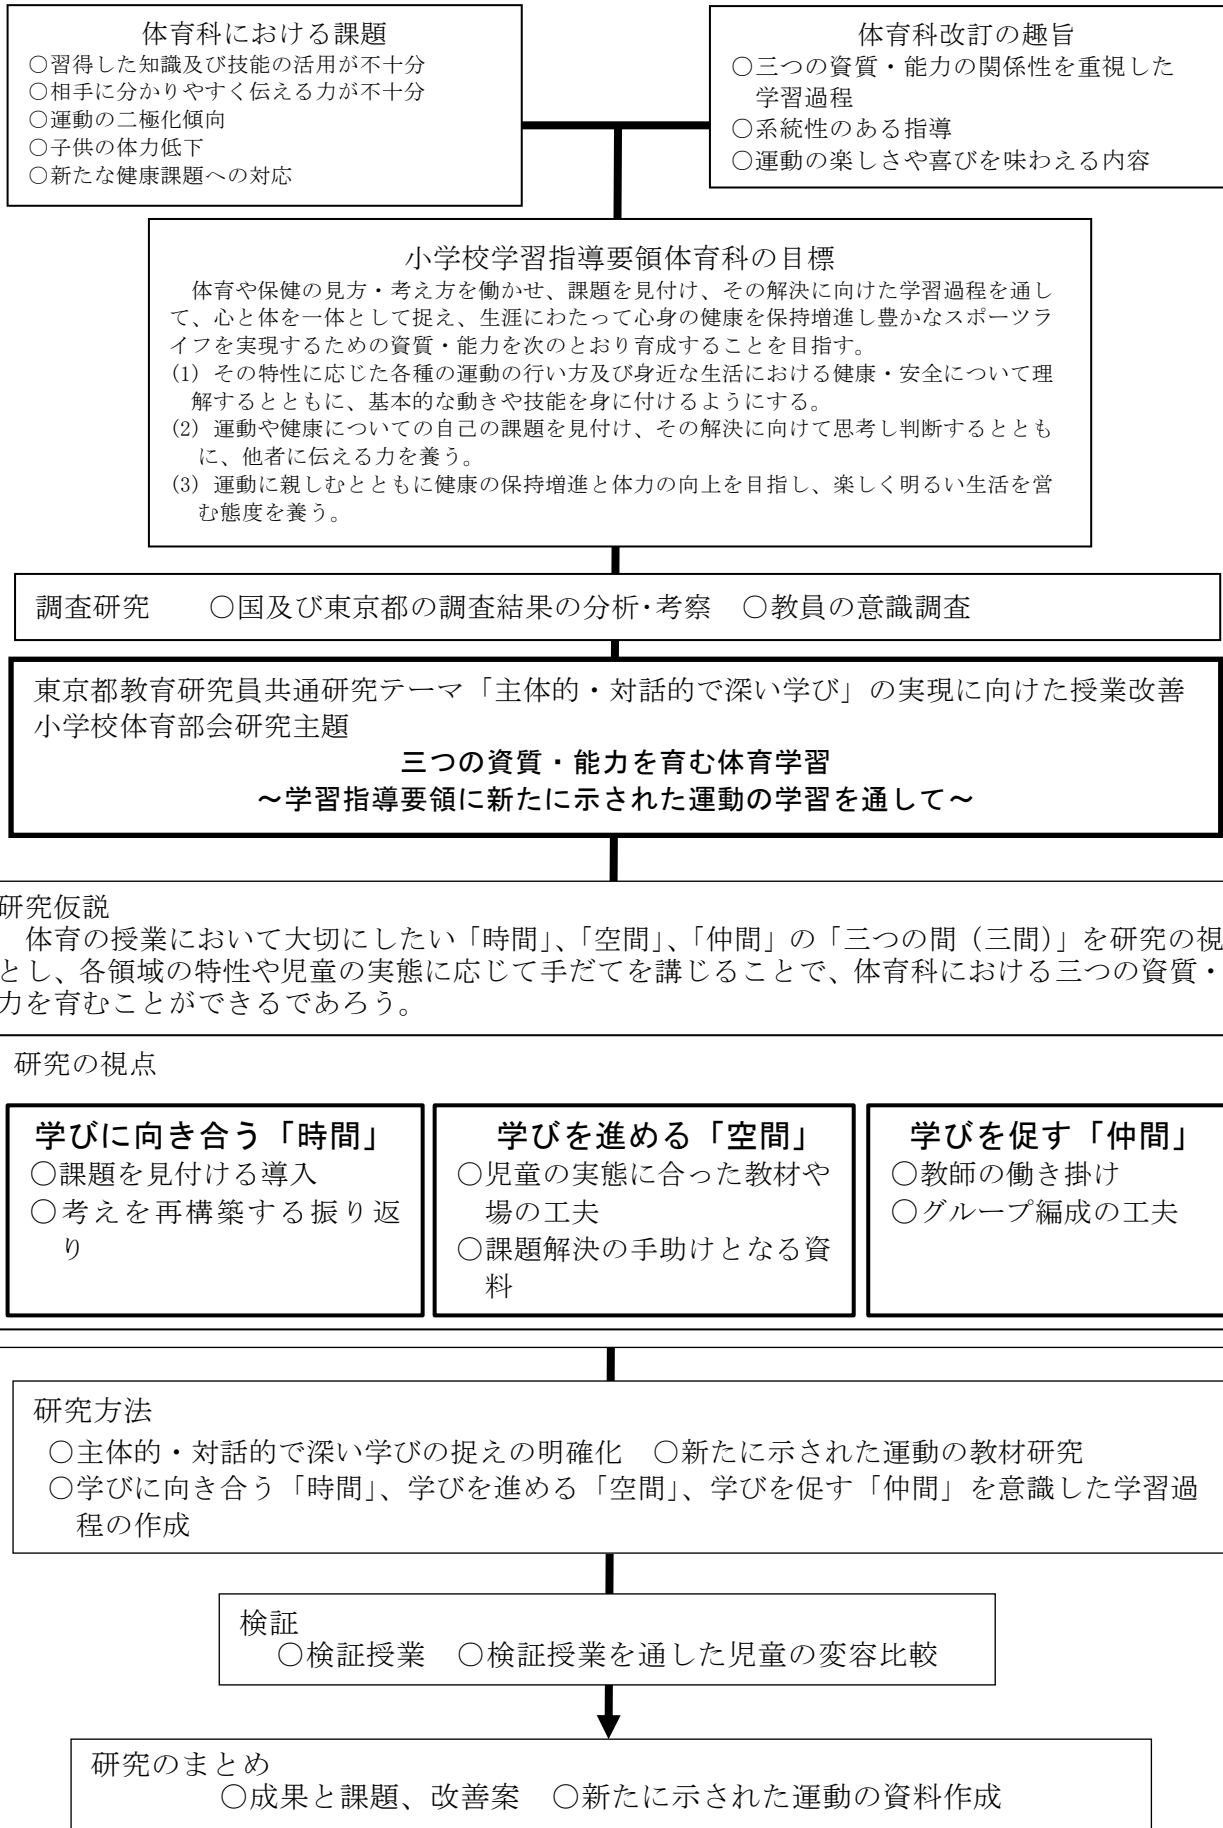 体育科における課題
○習得した知識及び技能の活用が不十分
○相手に分かりやすく伝える力が不十分
○運動の二極化傾向
○子供の体力低下
○新たな健康課題への対応
体育科改訂の趣旨
○三つの資質・能力の関係性を重視した
学習過程
○系統性のある指導
○運動の楽しさや喜びを味わえる内容
小学校学習指導要領体育科の目標
体育や保健の見方・考え方を働かせ、課題を見付け、その解決に向けた学習過程を通し
て、心と体を一体として捉え、生涯にわたって心身の健康を保持増進し豊かなスポーツラ
イフを実現するための資質・能力を次のとおり育成することを目指す。
(1) その特性に応じた各種の運動の行い方及び身近な生活における健康・安全について理
解するとともに、基本的な動きや技能を身に付けるようにする。
(2) 運動や健康についての自己の課題を見付け、その解決に向けて思考し判断するととも
に、他者に伝える力を養う。
(3) 運動に親しむとともに健康の保持増進と体力の向上を目指し、楽しく明るい生活を営
む態度を養う。
調査研究　○国及び東京都の調査結果の分析・考察　○教員の意識調査
東京都教育研究員共通研究テーマ「主体的・対話的で深い学び」の実現に向けた授業改善
小学校体育部会研究主題
三つの資質・能力を育む体育学習
～学習指導要領に新たに示された運動の学習を通して～
研究仮説
体育の授業において大切にしたい「時間」、「空間」、「仲間」の「三つの間（三間）」を研究の視
とし、各領域の特性や児童の実態に応じて手だてを講じることで、体育科における三つの資質・
力を育むことができるであろう。
研究の視点
学びに向き合う「時間」
○課題を見付ける導入
○考えを再構築する振り返
り
学びを進める「空間」
○児童の実態に合った教材や
場の工夫
○課題解決の手助けとなる資
料
学びを促す「仲間」
○教師の働き掛け
○グループ編成の工夫
研究方法
○主体的・対話的で深い学びの捉えの明確化　○新たに示された運動の教材研究
○学びに向き合う「時間」、学びを進める「空間」、学びを促す「仲間」を意識した学習過
程の作成
検証
○検証授業　○検証授業を通した児童の変容比較
研究のまとめ
○成果と課題、改善案　○新たに示された運動の資料作成